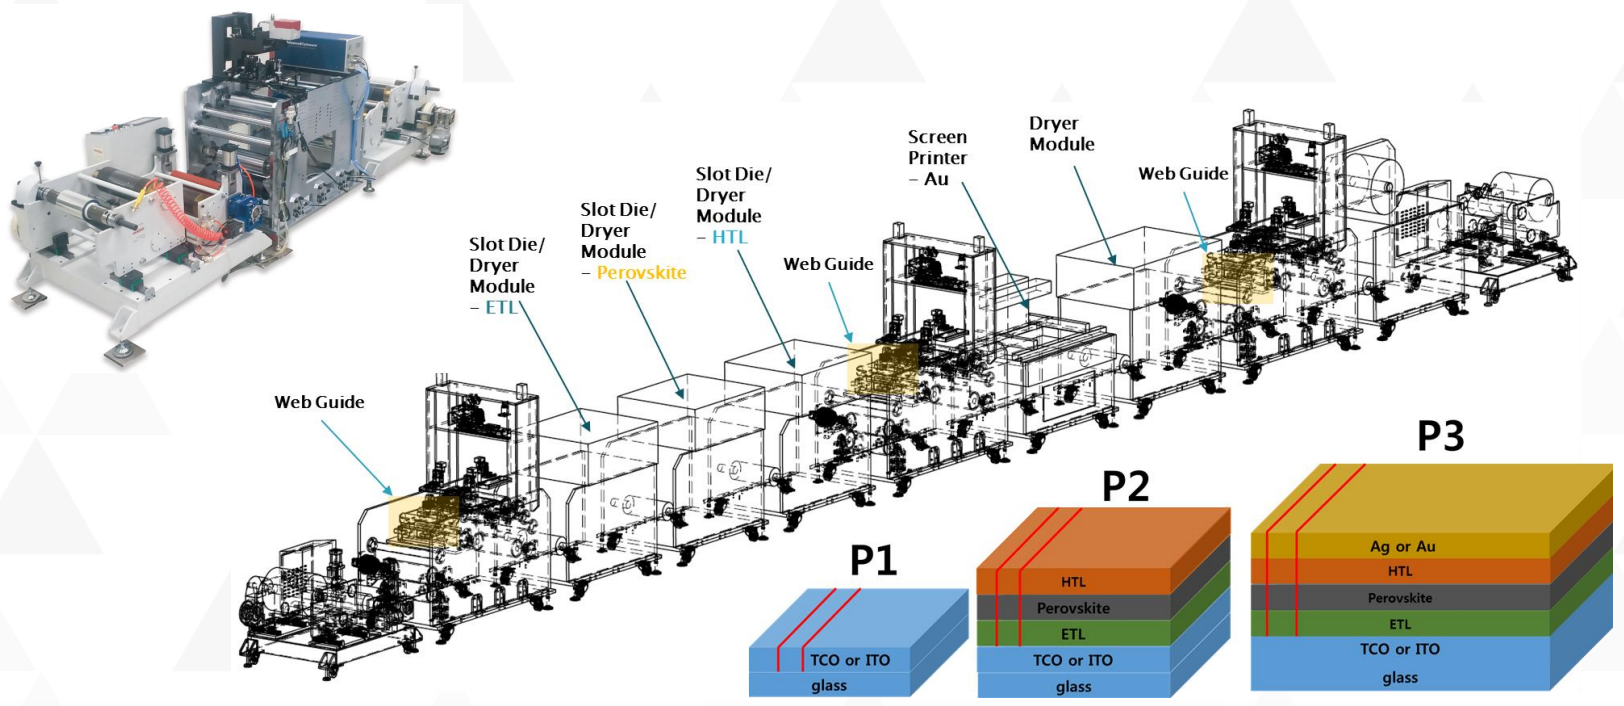 Web Guide
Slot Die/
Dryer
Module
– ETL
Slot Die/
Dryer
Module
– Perovskite
Slot Die/
Dryer
Module
– HTL
Web Guide
Screen
Printer
– Au
Dryer
Module
Web Guide
P1
TCO or ITO
glass
P2
HTL
Perovskite
ETL
TCO or ITO
glass
P3
Ag or Au
HTL
Perovskite
ETL
TCO or ITO
glass